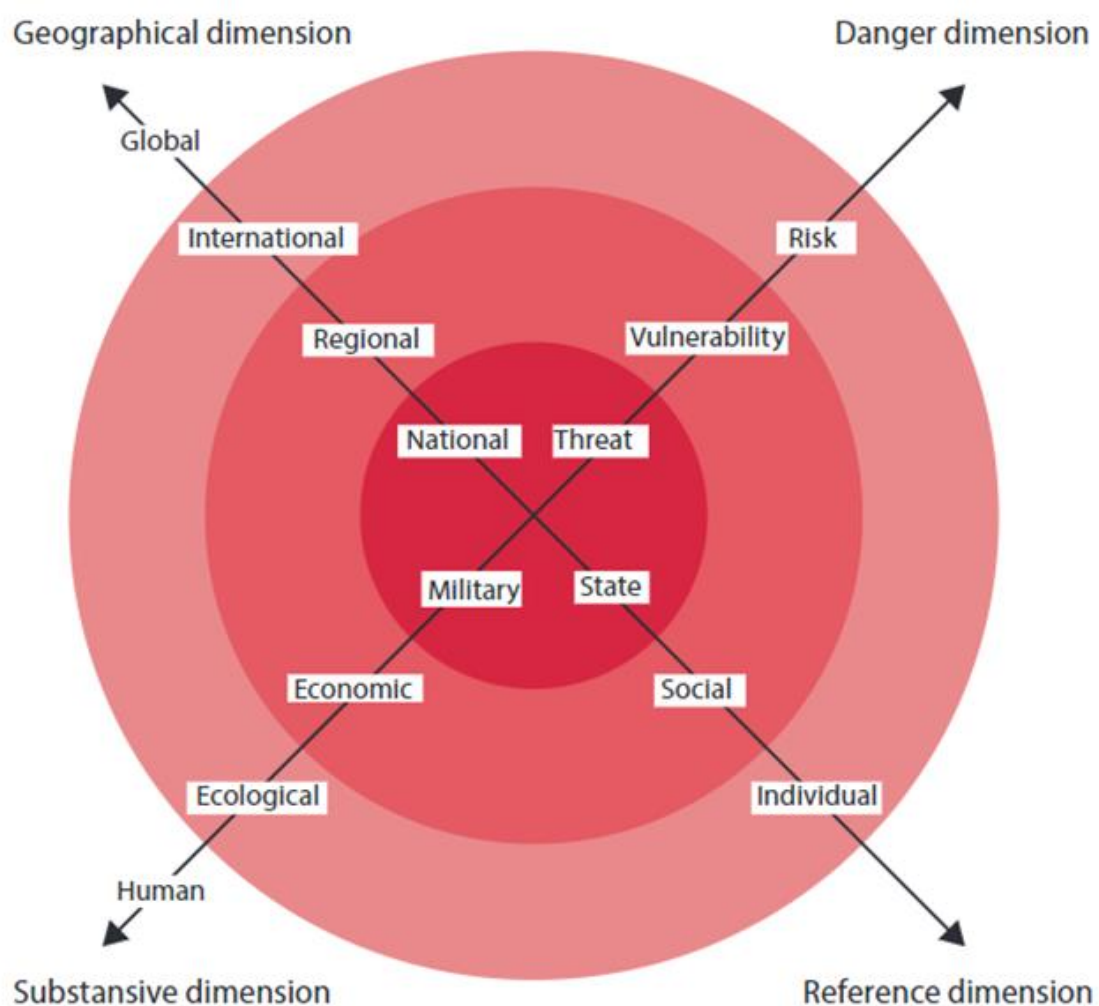 Geographical dimension
Danger dimension
Global
International
Risk
Regional
Vulnerability
National
Threat
Military
State
Economic
Social
Ecological
Individual
Human
Substansive dimension
Reference dimension